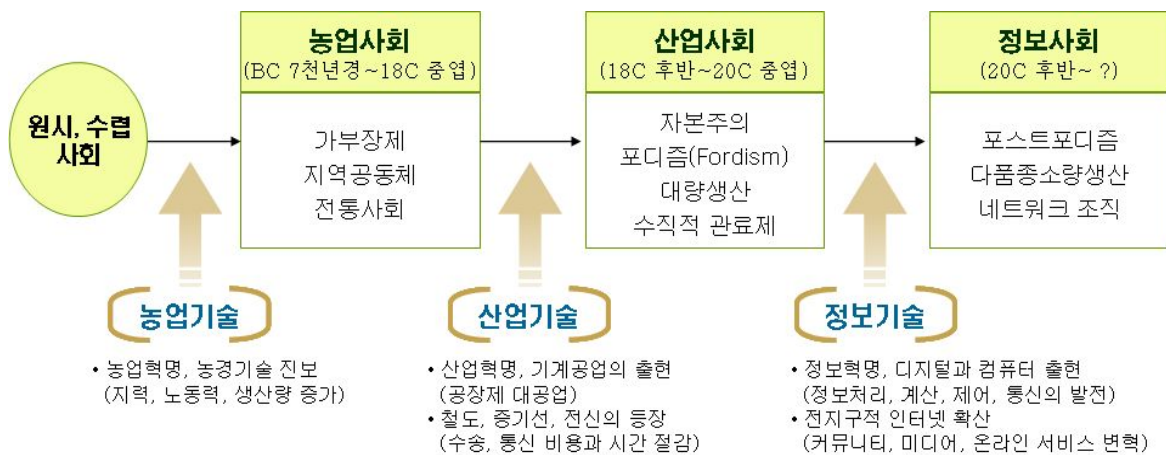 원시, 수렵
사회
농업사회
(BC 7천년경~18C 중엽)
가부장제
지역공동체
전통사회
산업사회
(18C 후반~20C 중엽)
자본주의
포디즘(Fordism)
대량생산
수직적 관료제
정보사회
(20C 후반~ ?)
포스트포디즘
다품종소량생산
네트워크 조직
농업기술
• 농업혁명, 농경기술 진보
(지력, 노동력, 생산량 증가)
산업기술
• 산업혁명, 기계공업의 출현
(공장제 대공업)
• 철도, 증기선, 전신의 등장
(수송, 통신 비용과 시간 절감)
정보기술
• 정보혁명, 디지털과 컴퓨터 출현
(정보처리, 계산, 제어, 통신의 발전)
• 전지구적 인터넷 확산
(커뮤니티, 미디어, 온라인 서비스 변혁)